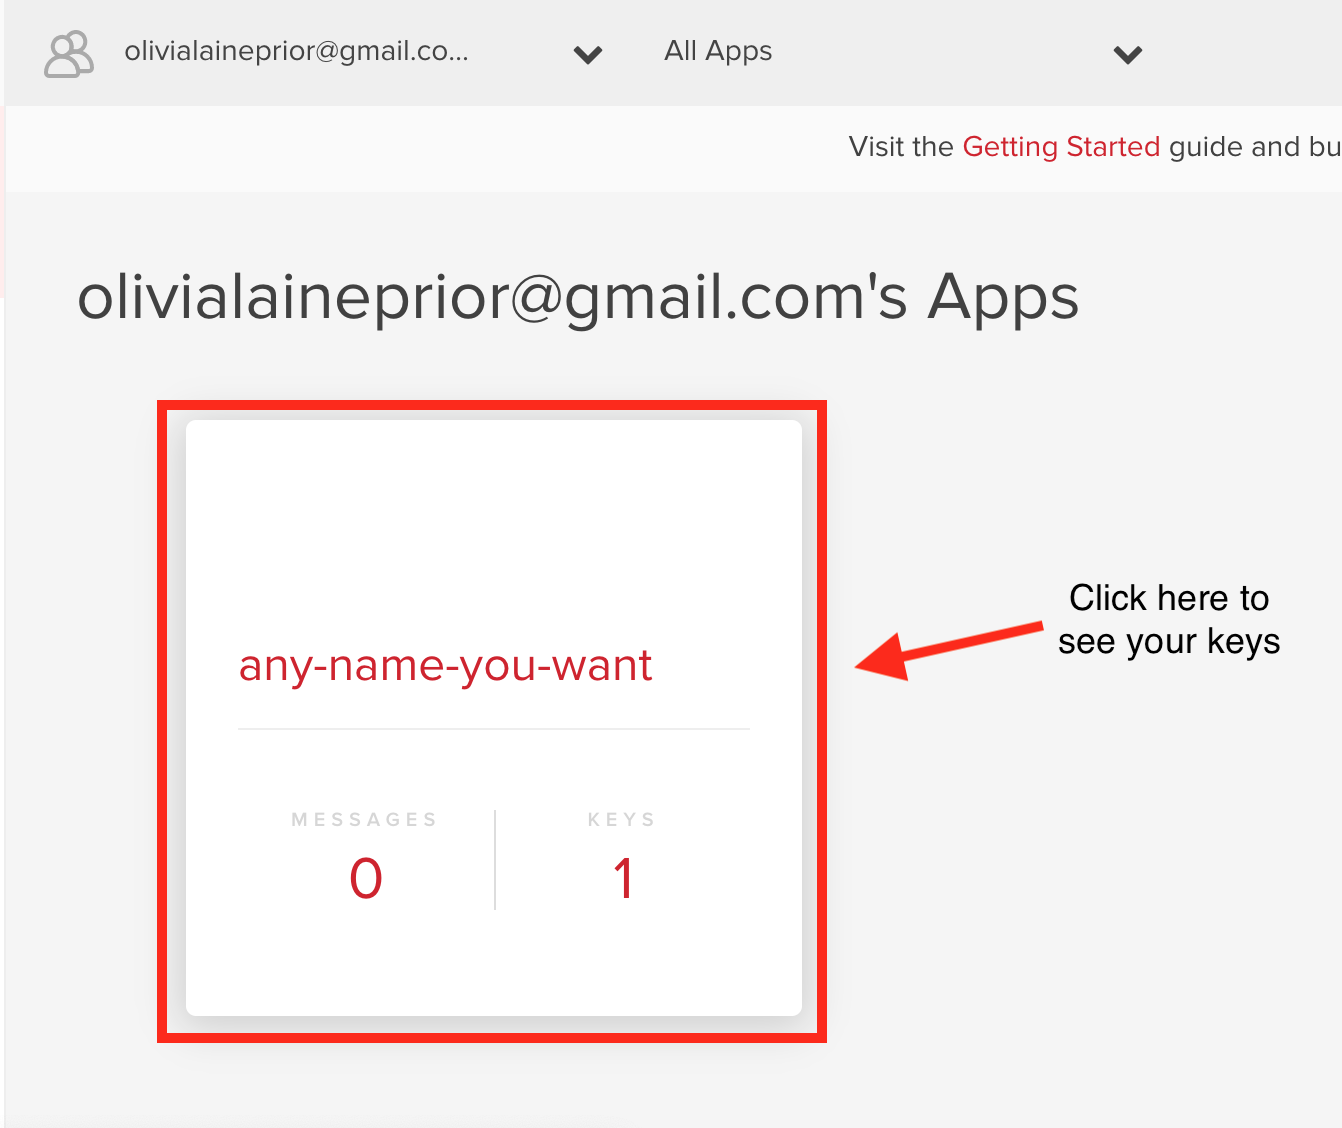 olivialaineprior@gmail.co...
All Apps
Visit the Getting Started guide and bu
olivialaineprior@gmail.com's Apps
Click here to
see your keys
any-name-you-want
MESSAGES
KEYS
0
1